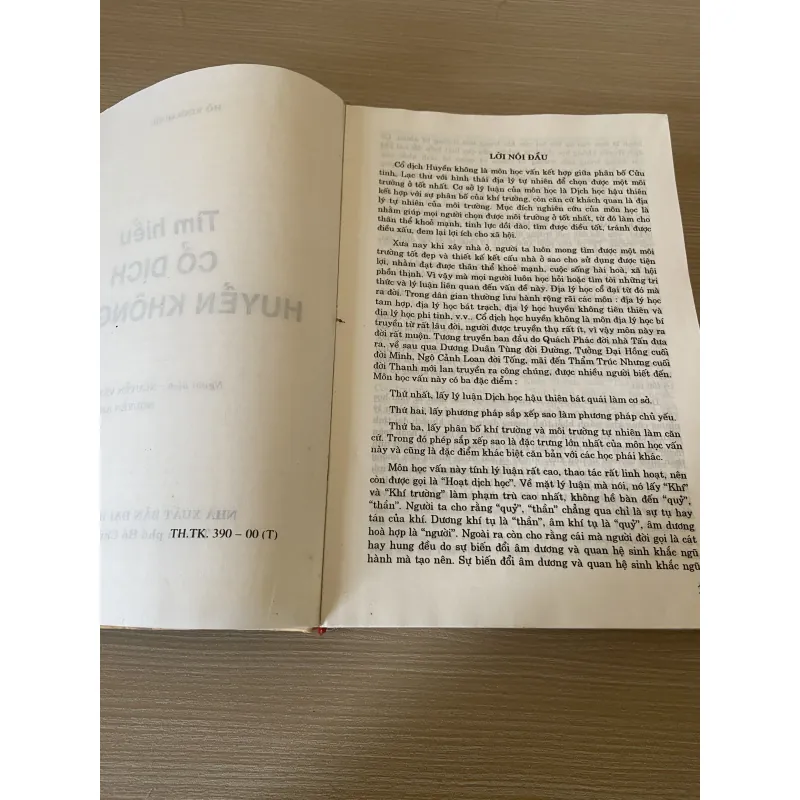 Tìm hiểu
CỔ DỊCH
HUYỀN KHÔNG
NHÀ XUẤT BẢN ĐẠI
TH.TK. 390 – 00 (T)
LỜI NÓI ĐẦU
Cổ dịch Huyền không là môn học vấn kết hợp giữa phân bố Cửu
tinh, Lạc thư với hình thái địa lý tự nhiên để chọn được một môi
trường ở tốt nhất. Cơ sở lý luận của môn học là Dịch học hậu thiên
kết hợp với sự phân bố của khí trường, còn căn cứ khách quan là địa
lý tự nhiên của môi trường. Mục đích nghiên cứu của môn học là
nhằm giúp mọi người chọn được môi trường ở tốt nhất, từ đó làm cho
thân thể khoẻ mạnh, tinh lực dồi dào, tìm được điều tốt, tránh được
điều xấu, đem lại lợi ích cho xã hội.
Xưa nay khi xây nhà ở, người ta luôn mong tìm được một môi
trường tốt đẹp và thiết kế kết cấu nhà ở sao cho sử dụng được tiện
lợi, nhằm đạt được thân thể khoẻ mạnh, cuộc sống hài hoà, xã hội
phồn thịnh. Vì vậy mà mọi người luôn học hỏi hoặc tìm tòi những tri
thức và lý luận liên quan đến vấn đề này. Địa lý học cổ đại từ đó mà
ra đời. Trong dân gian thường lưu hành rộng rãi các môn : địa lý học
tam hợp, địa lý học bát trạch, địa lý học huyền không tiên thiên và
địa lý học phi tinh, v.v.. Cổ dịch học huyền không là môn địa lý học bí
truyền từ rất lâu đời, người được truyền thụ rất ít, vì vậy môn này ra
đời rất muộn. Tương truyền ban đầu do Quách Phác đời nhà Tấn đưa
ra, về sau qua Dương Duân Tùng đời Đường, Tưởng Đại Hồng cuối
đời Minh, Ngô Cảnh Loan đời Tống, mãi đến Thẩm Trúc Nhưng cuối
đời Thanh mới lan truyền ra công chúng, được nhiều người biết đến.
Môn học vấn này có ba đặc điểm :
Thứ nhất, lấy lý luận Dịch học hậu thiên bát quái làm cơ sở.
Thứ hai, lấy phương pháp sắp xếp sao làm phương pháp chủ yếu.
Thứ ba, lấy phân bố khí trường và môi trường tự nhiên làm căn
cứ. Trong đó phép sắp xếp sao là đặc trưng lớn nhất của môn học vấn
này và cũng là đặc điểm khác biệt căn bản với các học phái khác.
Môn học vấn này tính lý luận rất cao, thao tác rất linh hoạt, nên
còn được gọi là “Hoạt dịch học”. Về mặt lý luận mà nói, nó lấy “Khí”
và “Khí trường” làm phạm trù cao nhất, không hề bàn đến “quỷ”,
“thần”. Người ta cho rằng “quỷ”, “thần” chẳng qua chỉ là sự tụ hay
tán của khí. Dương khí tụ là “thần”, âm khí tụ là “quỷ”, âm dương
hoà hợp là “người”. Ngoài ra còn cho rằng cái mà người đời gọi là cát
hay hung đều do sự biến đổi âm dương và quan hệ sinh khắc ngũ
hành mà tạo nên. Sự biến đổi âm dương và quan hệ sinh khắc ngũ